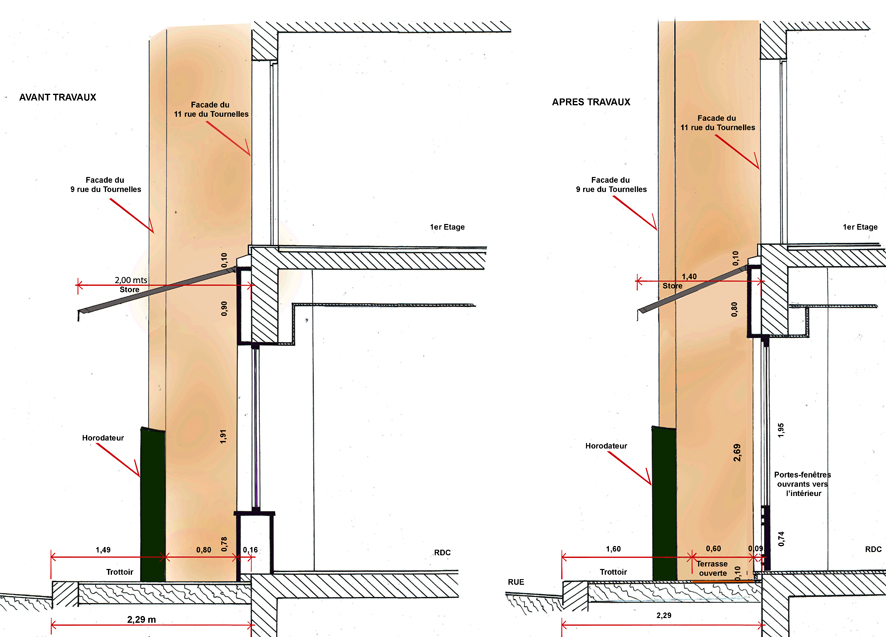 AVANT TRAVAUX
Facade du
11 rue du Tournelles
Facade du
9 rue du Tournelles
1er Etage
0,10
2,00 mts
Store
0,90
Horodateur
1,91
0,78
1,49
0,80
0,16
RDC
Trottoir
2,29 m
APRES TRAVAUX
Facade du
11 rue du Tournelles
Facade du
9 rue du Tournelles
1er Etage
0,10
1,40
Store
0,80
Horodateur
2,69
1,95
Portes-fenêtres
ouvrants vers
l'intérieur
0,74
1,60
0,60
0,09
RDC
Trottoir
Terrasse
ouverte
0,10
RUE
2,29